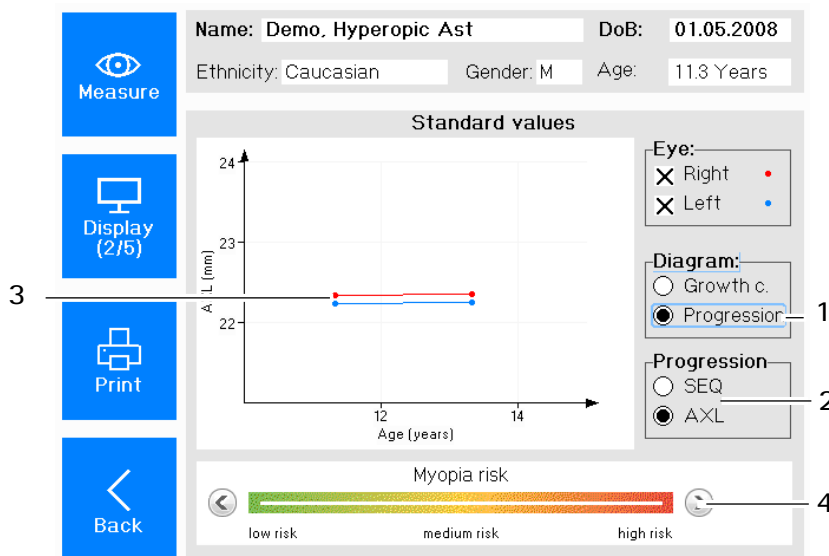 Measure
Display
(2/5)
Print
Back
Name: Demo, Hyperopic Ast DoB: 01.05.2008
Ethnicity: Caucasian Gender: M Age: 11.3 Years
Standard values
24
23
22
12 14
Age (years)
(mm)
Eye:
Right
Left
Diagram:
Growth c.
Progression
Progression
SEQ
AXL
Myopia risk
low risk medium risk high risk
3
1
2
4